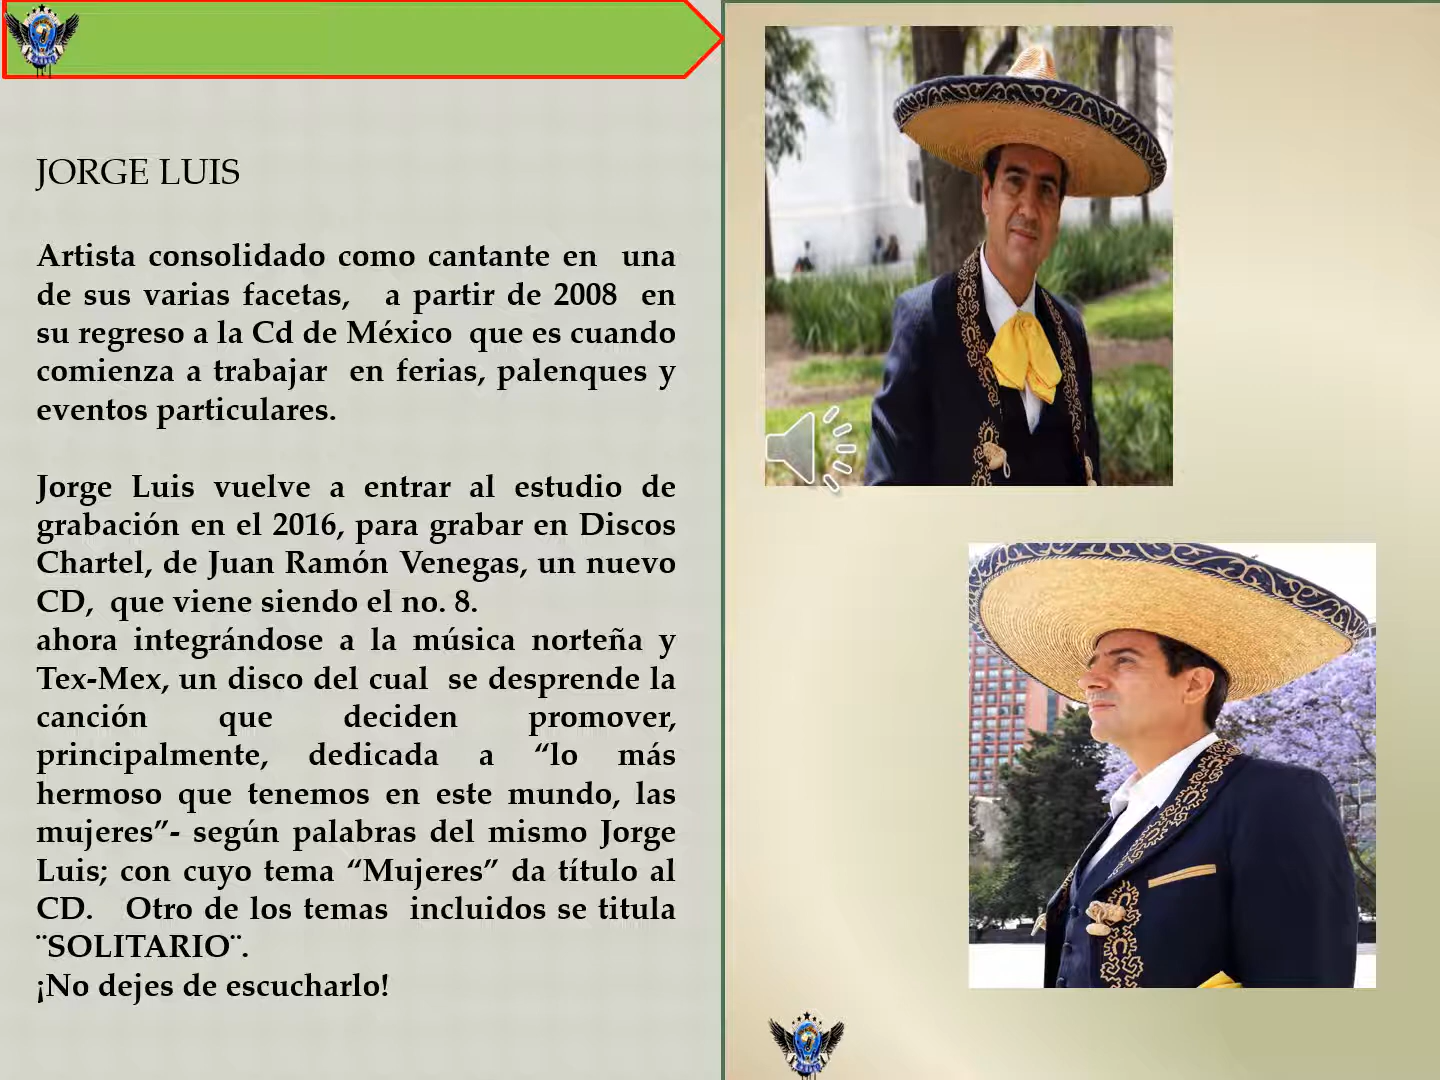 JORGE LUIS
Artista consolidado como cantante en una
de sus varias facetas, a partir de 2008 en
su regreso a la Cd de México que es cuando
comienza a trabajar en ferias, palenques y
eventos particulares.
Jorge Luis vuelve a entrar al estudio de
grabación en el 2016, para grabar en Discos
Chartel, de Juan Ramón Venegas, un nuevo
CD, que viene siendo el no. 8.
ahora integrándose a la música norteña y
Tex-Mex, un disco del cual se desprende la
canción que deciden promover,
principalmente, dedicada a “lo más
hermoso que tenemos en este mundo, las
mujeres”- según palabras del mismo Jorge
Luis; con cuyo tema “Mujeres” da título al
CD. Otro de los temas incluidos se titula
¨SOLITARIO¨.
¡No dejes de escucharlo!